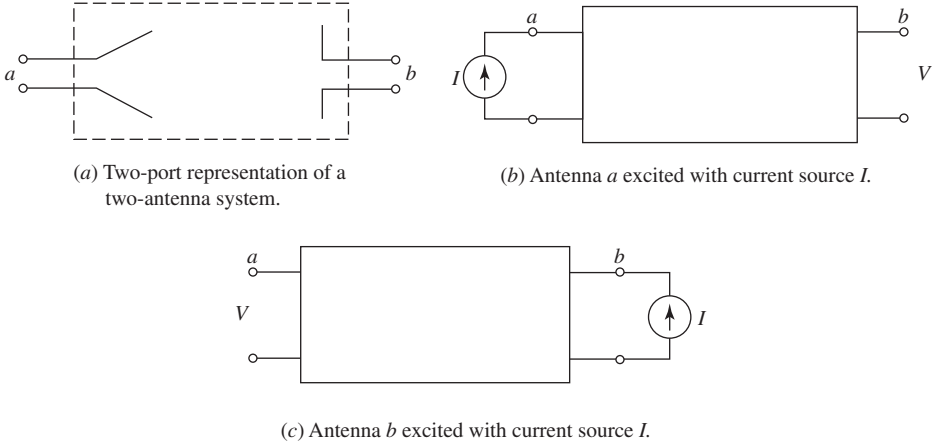 a
b
(a) Two-port representation of a
two-antenna system.
a
I
b
V
(b) Antenna a excited with current source I.
a
V
b
I
(c) Antenna b excited with current source I.